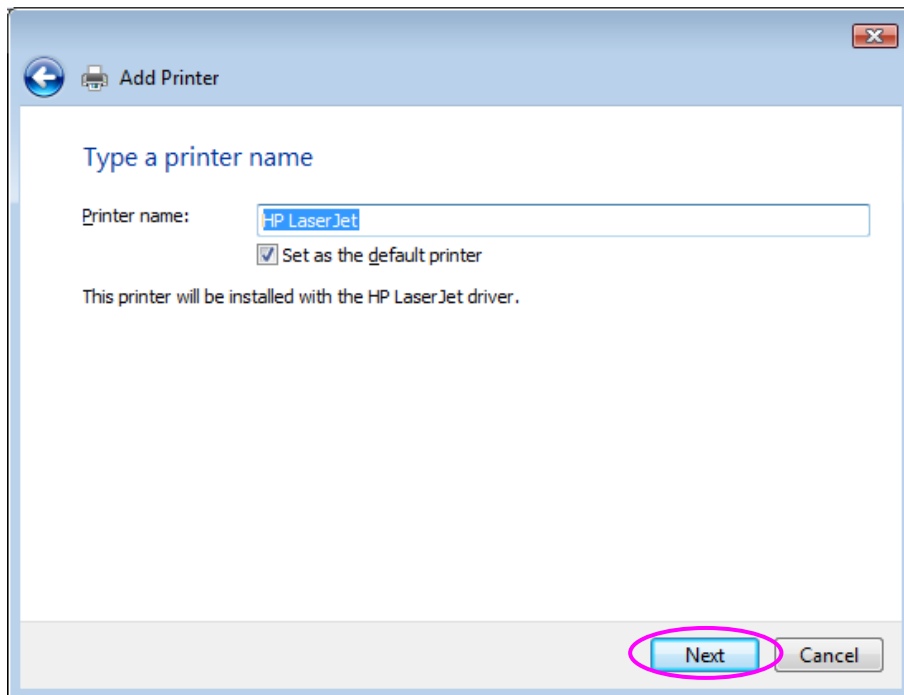 Add Printer
Type a printer name
Printer name: HP LaserJet
Set as the default printer
This printer will be installed with the HP LaserJet driver.
Next Cancel